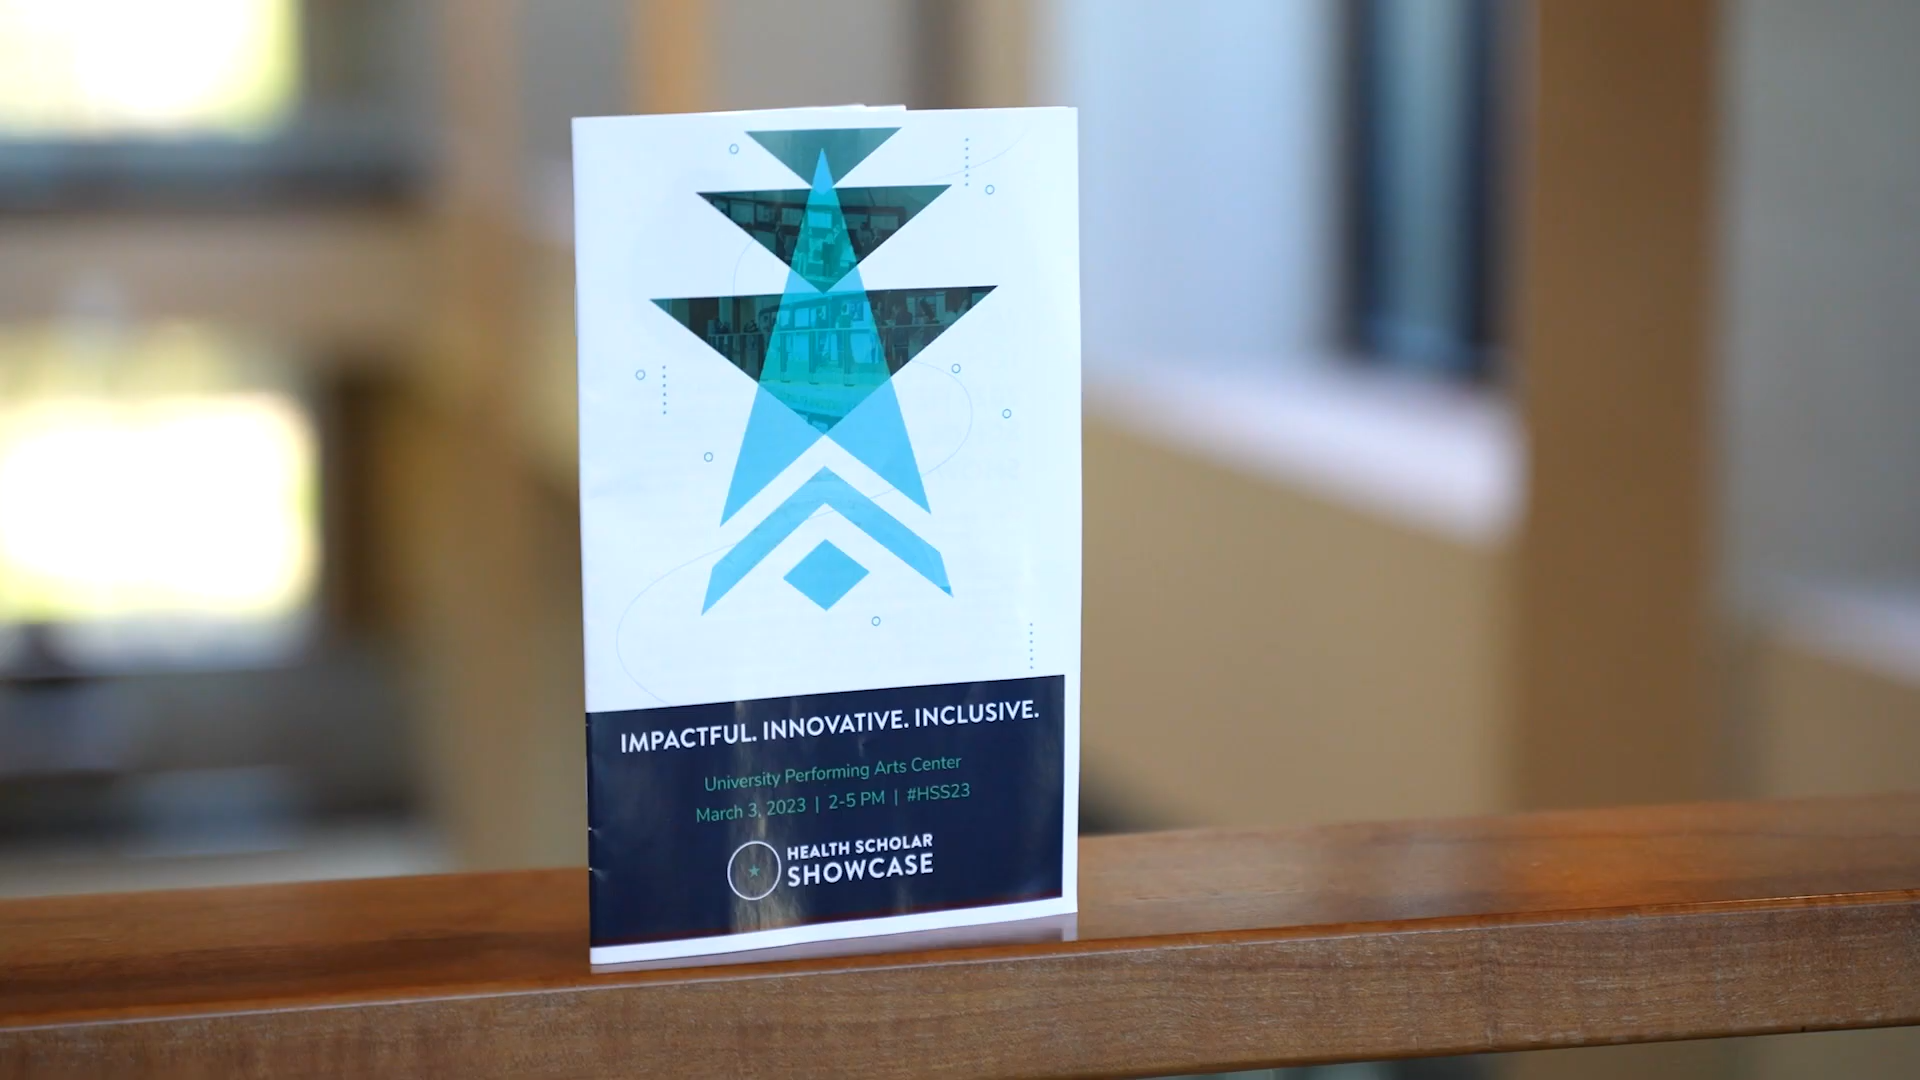 IMPACTFUL. INNOVATIVE. INCLUSIVE.
University Performing Arts Center
March 3, 2023 | 2-5 PM | #HSS23
HEALTH SCHOLAR
SHOWCASE